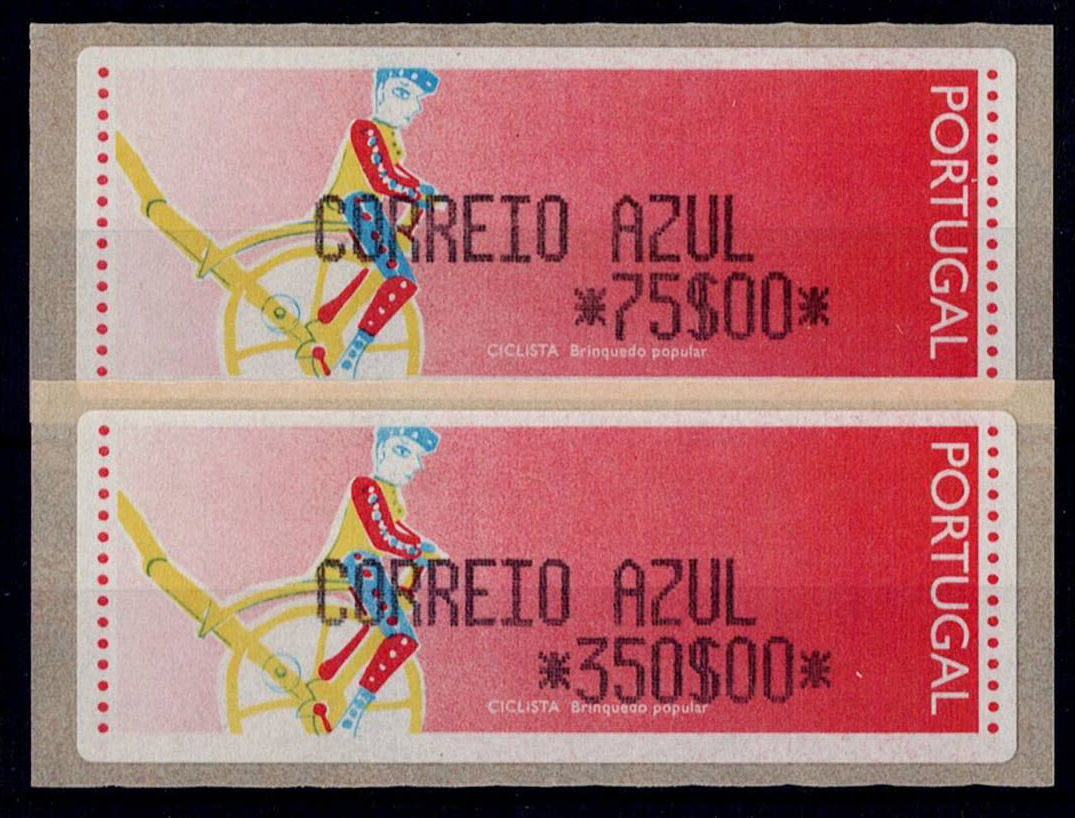 CORREIO AZUL
*75$00*
CICLISTA Brinquedo popular
PORTUGAL
CORREIO AZUL
*350$00*
CICLISTA Brinquedo popular
PORTUGAL